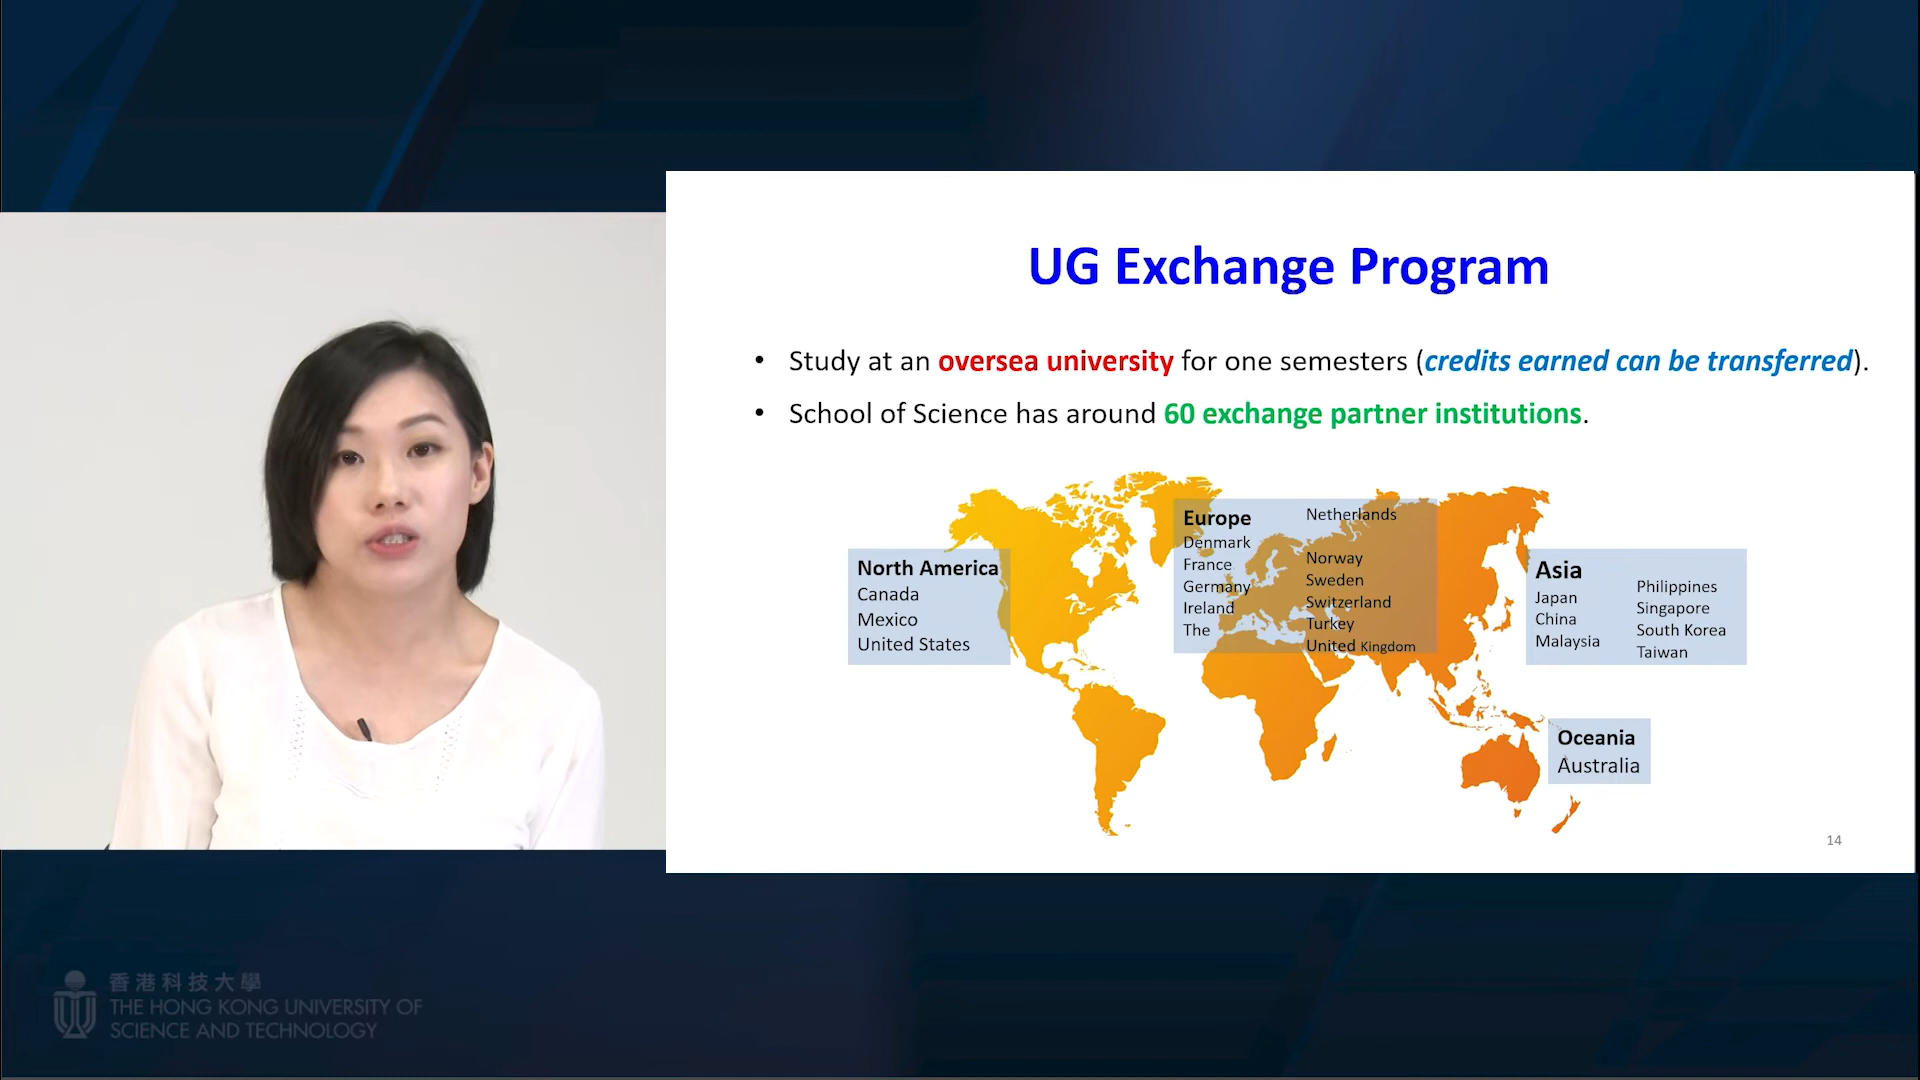 UG Exchange Program
• Study at an oversea university for one semesters (credits earned can be transferred).
• School of Science has around 60 exchange partner institutions.
North America
Canada
Mexico
United States
Europe
Denmark
France
Germany
Ireland
The
Netherlands
Norway
Sweden
Switzerland
Turkey
United Kingdom
Asia
Japan
China
Malaysia
Philippines
Singapore
South Korea
Taiwan
Oceania
Australia
14
香港科技大學
THE HONG KONG UNIVERSITY OF
SCIENCE AND TECHNOLOGY